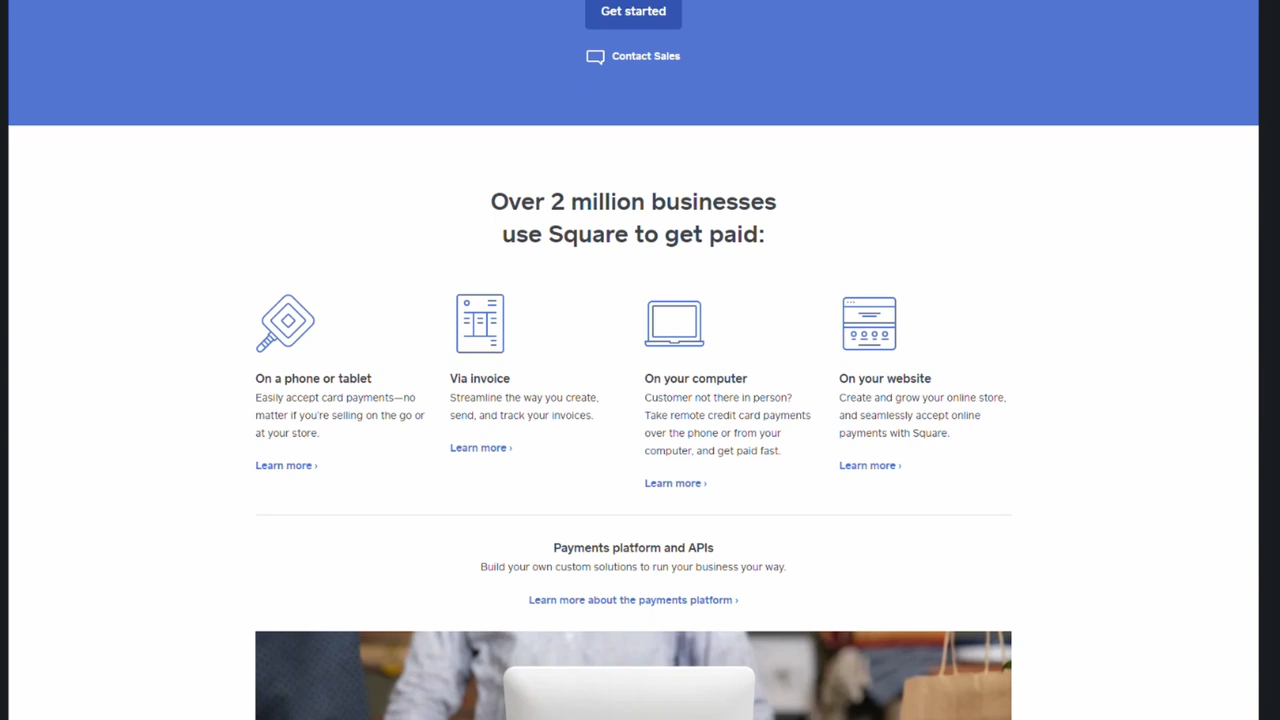 Get started
Contact Sales
Over 2 million businesses
use Square to get paid:
On a phone or tablet
Easily accept card payments—no
matter if you're selling on the go or
at your store.
Learn more ›
Via invoice
Streamline the way you create,
send, and track your invoices.
Learn more ›
On your computer
Customer not there in person?
Take remote credit card payments
over the phone or from your
computer, and get paid fast.
Learn more ›
On your website
Create and grow your online store,
and seamlessly accept online
payments with Square.
Learn more ›
Payments platform and APIs
Build your own custom solutions to run your business your way.
Learn more about the payments platform ›